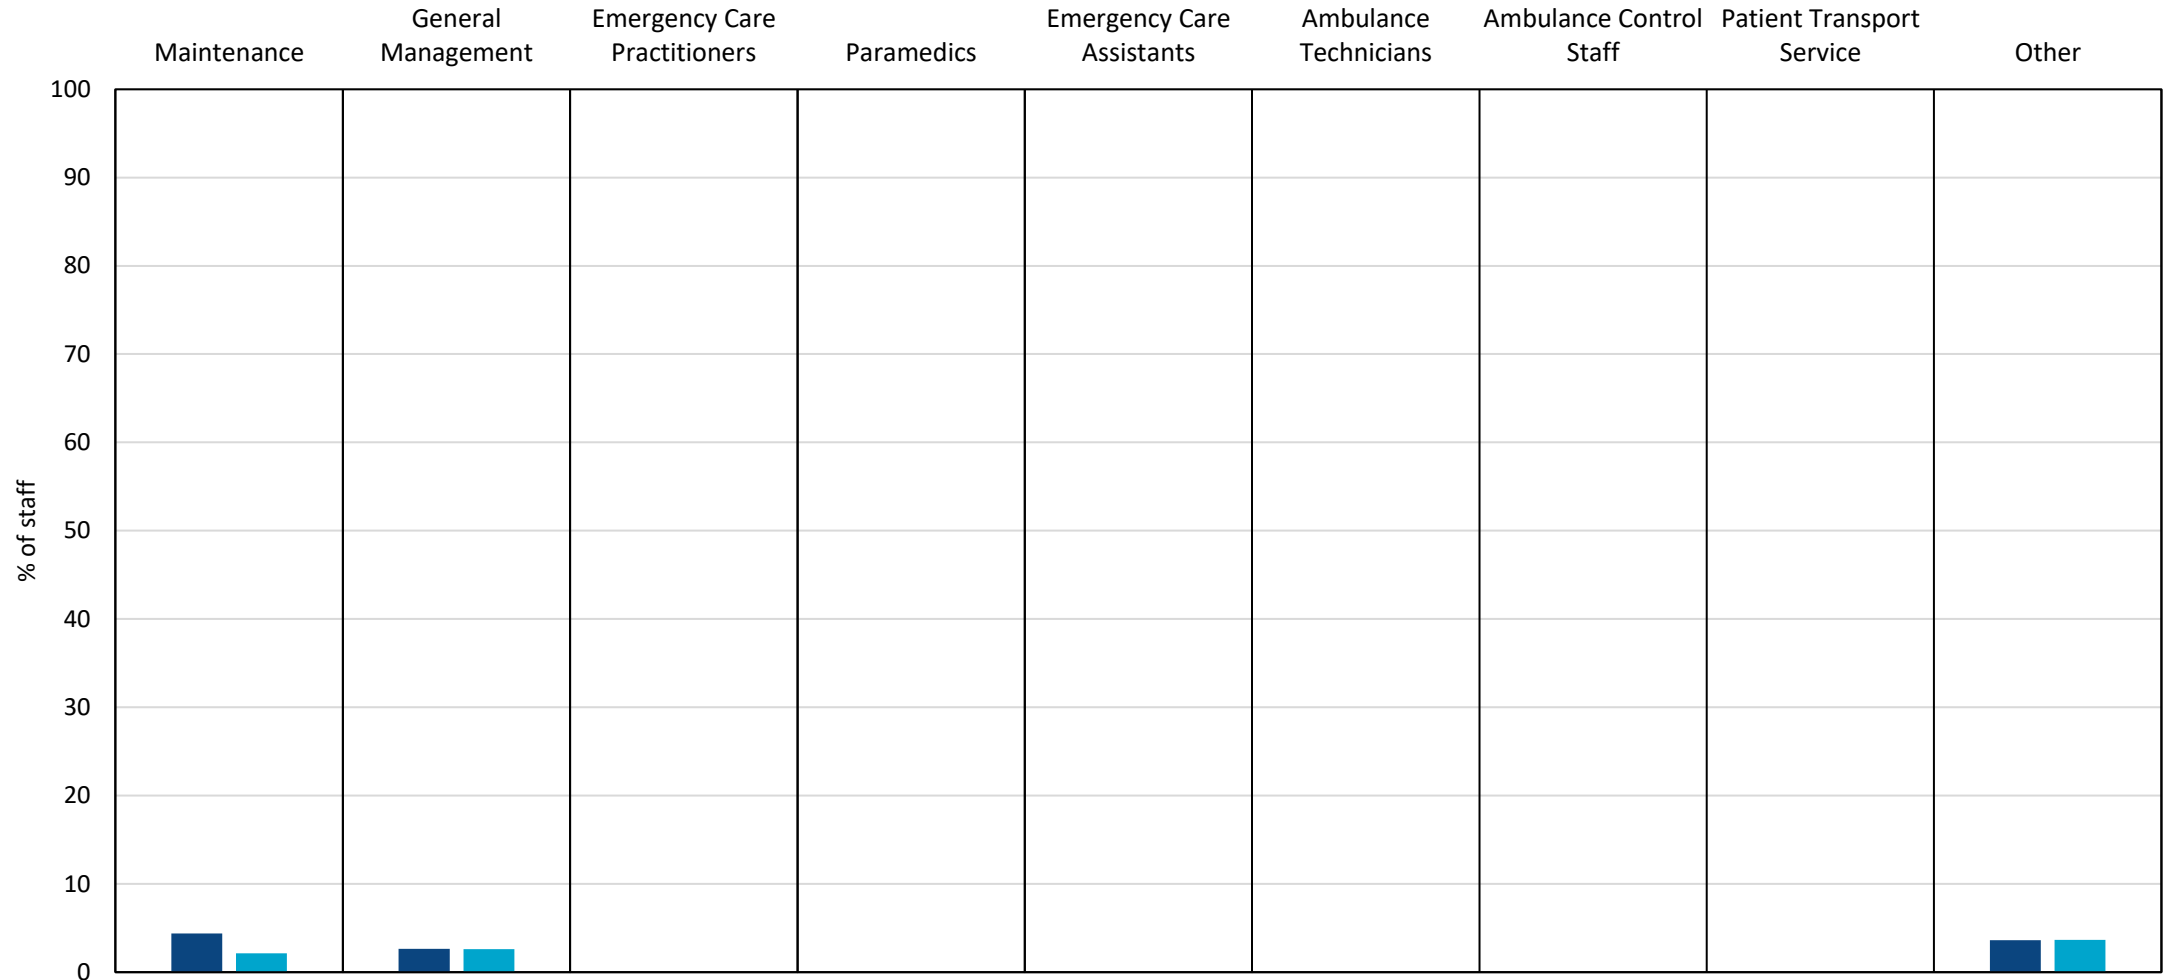 Maintenance
General
Management
Emergency Care
Practitioners
Paramedics
Emergency Care
Assistants
Ambulance
Technicians
Ambulance Control
Staff
Patient Transport
Service
Other
100
90
80
70
60
50
40
30
20
10
0
% of staff